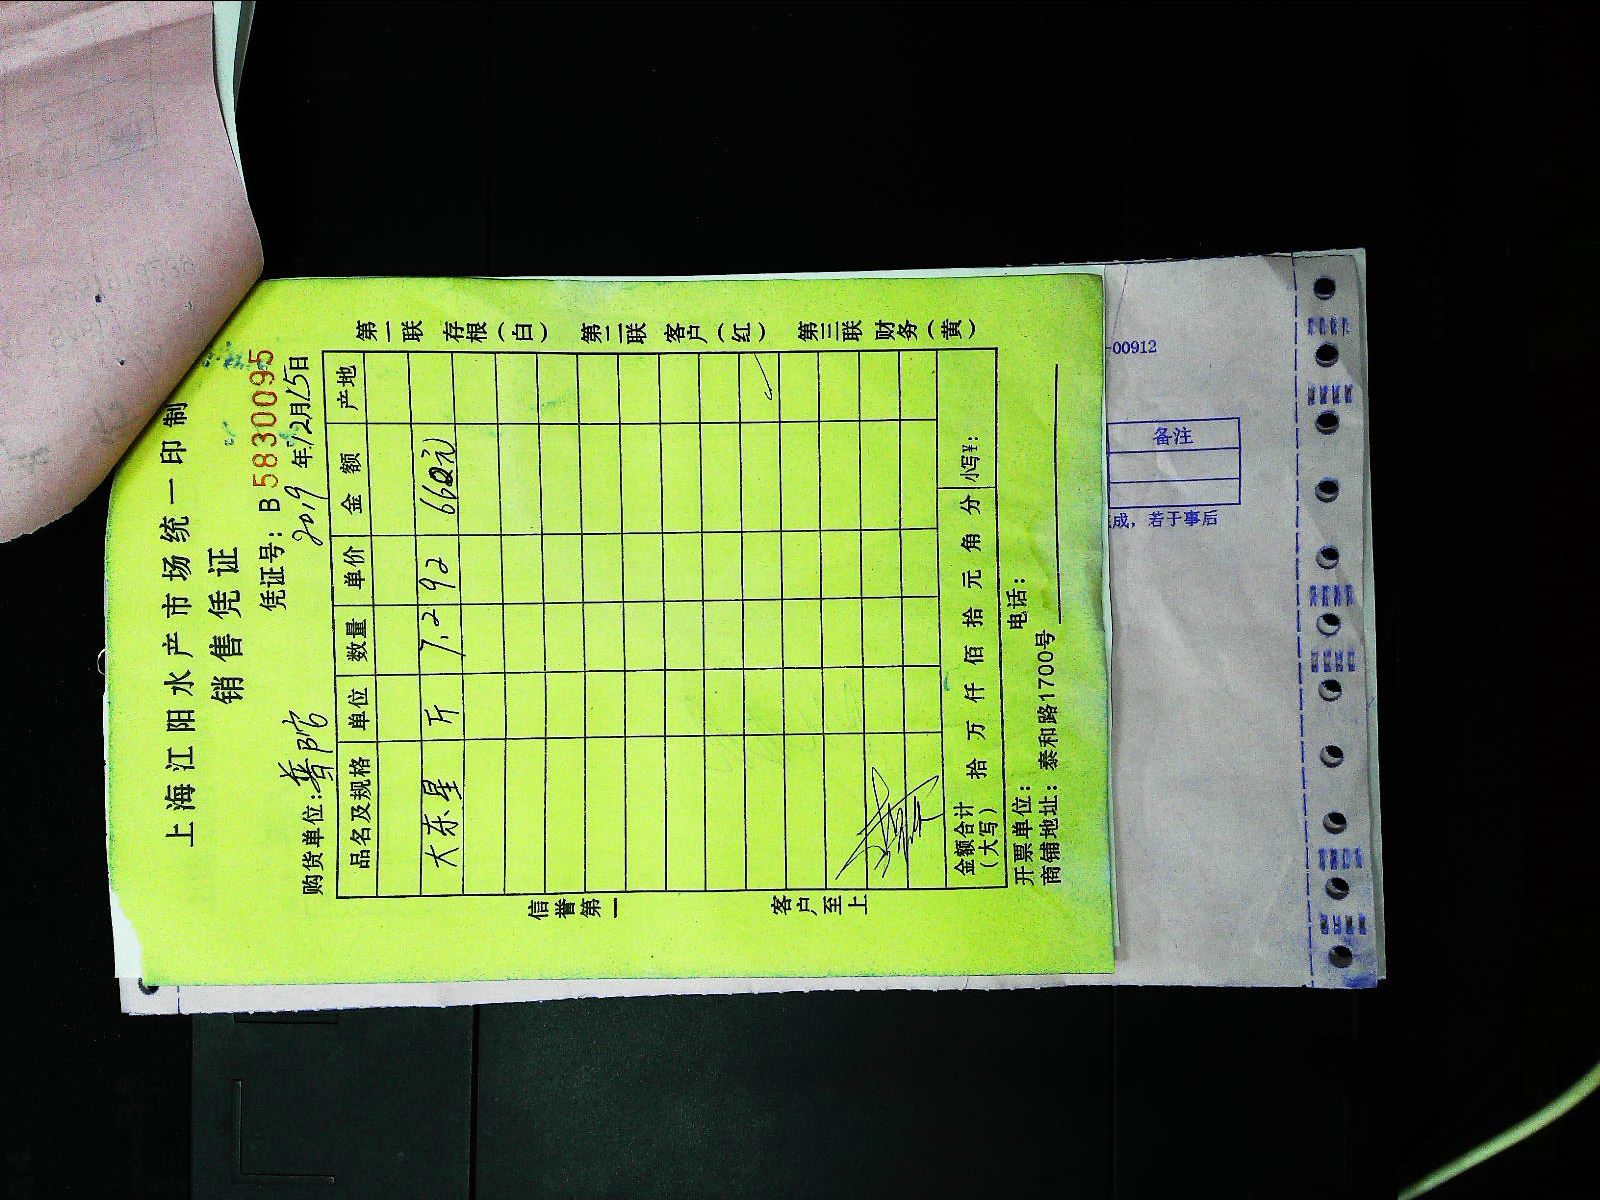 上海江阳水产市场统一印制
销售凭证
凭证号: B 5830095
2019年12月15日
购货单位:
品名及规格 单位 数量 单价 金额 产地
大东星 斤 7.2 92 662元
金额合计(大写) 拾 万 仟 佰 拾 元 角 分 小写¥:
开票单位: 电话:
商铺地址: 泰和路1700号
第一联 存根(白) 第二联 客户(红) 第三联 财务(黄)
信誉第一 客户至上
-00912
备注
成, 若于事后